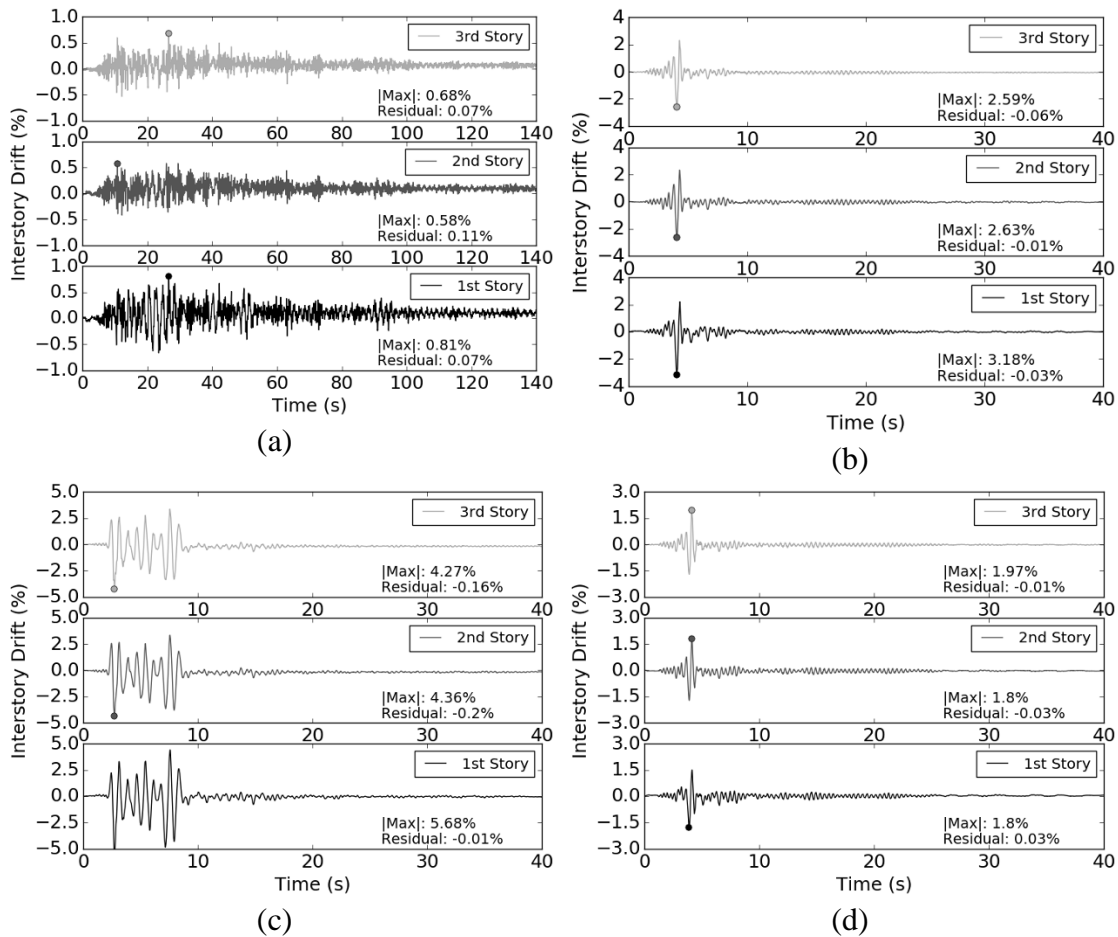 Interstory Drift (%)
1.0
0.5
0.0
−0.5
−1.0
3rd Story
|Max|: 0.68%
Residual: 0.07%
0 20 40 60 80 100 120 140
1.0
0.5
0.0
−0.5
−1.0
2nd Story
|Max|: 0.58%
Residual: 0.11%
0 20 40 60 80 100 120 140
1.0
0.5
0.0
−0.5
−1.0
1st Story
|Max|: 0.81%
Residual: 0.07%
0 20 40 60 80 100 120 140
Time (s)
(a)
Interstory Drift (%)
4
2
0
−2
−4
3rd Story
|Max|: 2.59%
Residual: -0.06%
0 10 20 30 40
4
2
0
−2
−4
2nd Story
|Max|: 2.63%
Residual: -0.01%
0 10 20 30 40
4
2
0
−2
−4
1st Story
|Max|: 3.18%
Residual: -0.03%
0 10 20 30 40
Time (s)
(b)
Interstory Drift (%)
5.0
2.5
0.0
−2.5
−5.0
3rd Story
|Max|: 4.27%
Residual: -0.16%
0 10 20 30 40
5.0
2.5
0.0
−2.5
−5.0
2nd Story
|Max|: 4.36%
Residual: -0.2%
0 10 20 30 40
5.0
2.5
0.0
−2.5
−5.0
1st Story
|Max|: 5.68%
Residual: -0.01%
0 10 20 30 40
Time (s)
(c)
Interstory Drift (%)
3.0
1.5
0.0
−1.5
−3.0
3rd Story
|Max|: 1.97%
Residual: -0.01%
0 10 20 30 40
3.0
1.5
0.0
−1.5
−3.0
2nd Story
|Max|: 1.8%
Residual: -0.03%
0 10 20 30 40
3.0
1.5
0.0
−1.5
−3.0
1st Story
|Max|: 1.8%
Residual: 0.03%
0 10 20 30 40
Time (s)
(d)